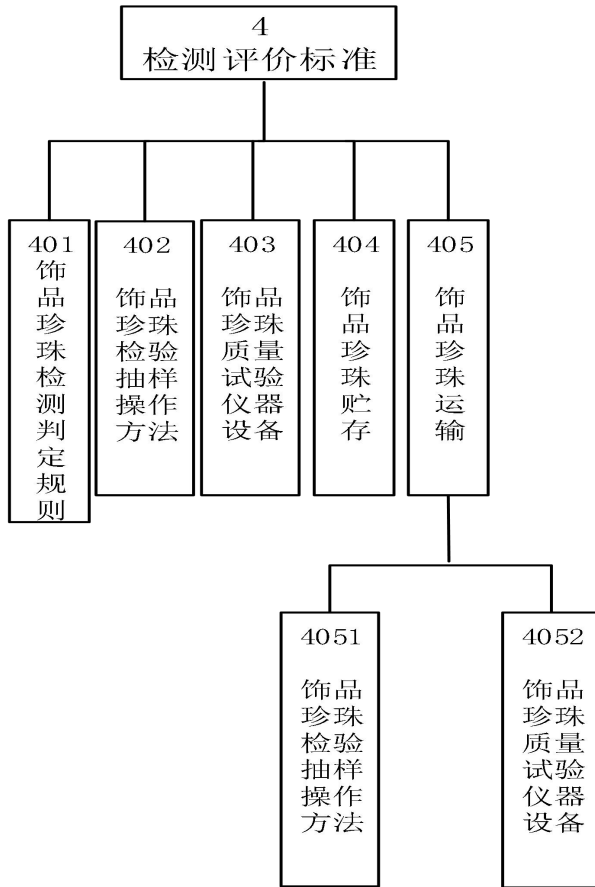 4
检测评价标准
401
饰
品
珍
珠
检
测
判
定
规
则
402
饰品
珍珠
检验
抽样
操作
方法
403
饰品
珍珠
质量
试验
仪器
设备
404
饰
品
珍
珠
贮
存
405
饰
品
珍
珠
运
输
4051
饰品
珍珠
检验
抽样
操作
方法
4052
饰品
珍珠
质量
试验
仪器
设备